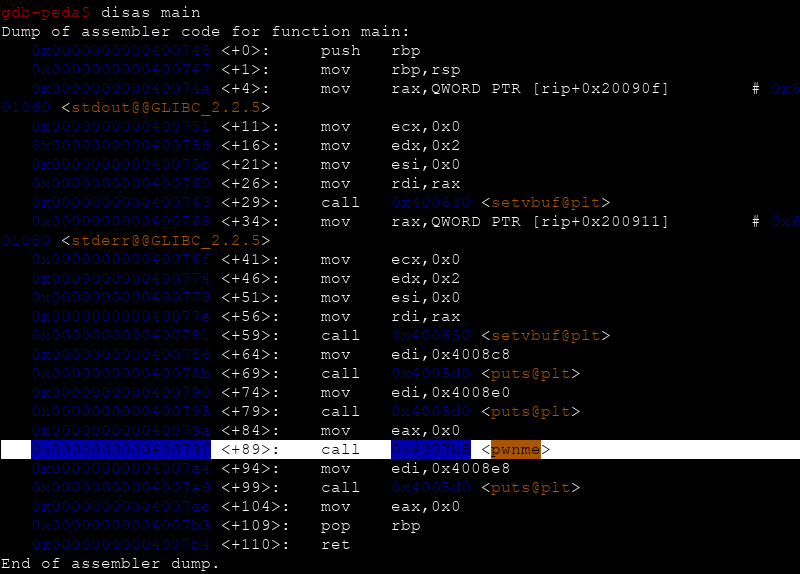 gdb-peda$ disas main
Dump of assembler code for function main:
0x0000000000400746 <+0>: push rbp
0x0000000000400747 <+1>: mov rbp,rsp
0x000000000040074a <+4>: mov rax,QWORD PTR [rip+0x20090f] # 0x6
01060 <stdout@@GLIBC_2.2.5>
0x0000000000400751 <+11>: mov ecx,0x0
0x0000000000400756 <+16>: mov edx,0x2
0x000000000040075b <+21>: mov esi,0x0
0x0000000000400760 <+26>: mov rdi,rax
0x0000000000400763 <+29>: call 0x400630 <setvbuf@plt>
0x0000000000400768 <+34>: mov rax,QWORD PTR [rip+0x200911] # 0x6
01080 <stderr@@GLIBC_2.2.5>
0x000000000040076f <+41>: mov ecx,0x0
0x0000000000400774 <+46>: mov edx,0x2
0x0000000000400779 <+51>: mov esi,0x0
0x000000000040077e <+56>: mov rdi,rax
0x0000000000400781 <+59>: call 0x400630 <setvbuf@plt>
0x0000000000400786 <+64>: mov edi,0x4008c8
0x000000000040078b <+69>: call 0x4005d0 <puts@plt>
0x0000000000400790 <+74>: mov edi,0x4008e0
0x0000000000400795 <+79>: call 0x4005d0 <puts@plt>
0x000000000040079a <+84>: mov eax,0x0
0x000000000040079f <+89>: call 0x4007b5 <pwnme>
0x00000000004007a4 <+94>: mov edi,0x4008e8
0x00000000004007a9 <+99>: call 0x4005d0 <puts@plt>
0x00000000004007ae <+104>: mov eax,0x0
0x00000000004007b3 <+109>: pop rbp
0x00000000004007b4 <+110>: ret
End of assembler dump.